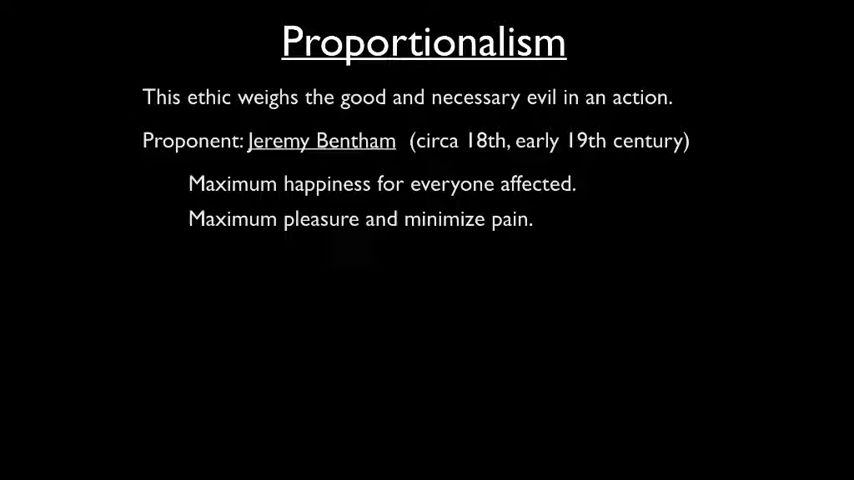 Proportionalism
This ethic weighs the good and necessary evil in an action.
Proponent: Jeremy Bentham (circa 18th, early 19th century)
Maximum happiness for everyone affected.
Maximum pleasure and minimize pain.